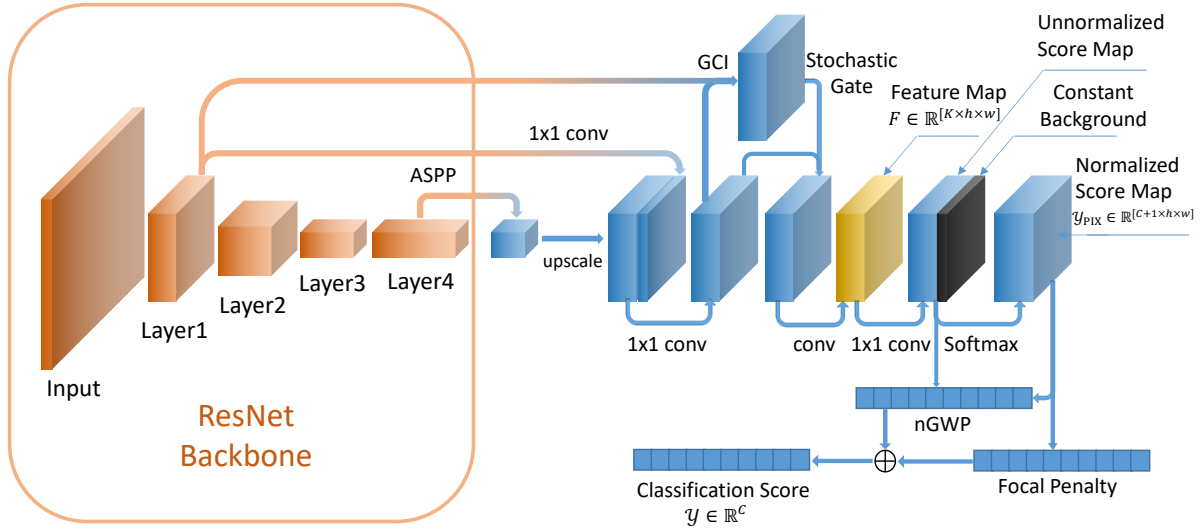 Unnormalized
Score Map
GCI
Stochastic
Gate
Feature Map
F ∈ ℝ^[K×h×w]
Constant
Background
1x1 conv
ASPP
Normalized
Score Map
𝒴_PIX ∈ ℝ^[C+1×h×w]
upscale
Layer1
Layer2
Layer3
Layer4
Input
1x1 conv
conv
1x1 conv
Softmax
ResNet
Backbone
nGWP
Classification Score
𝒴 ∈ ℝ^C
Focal Penalty